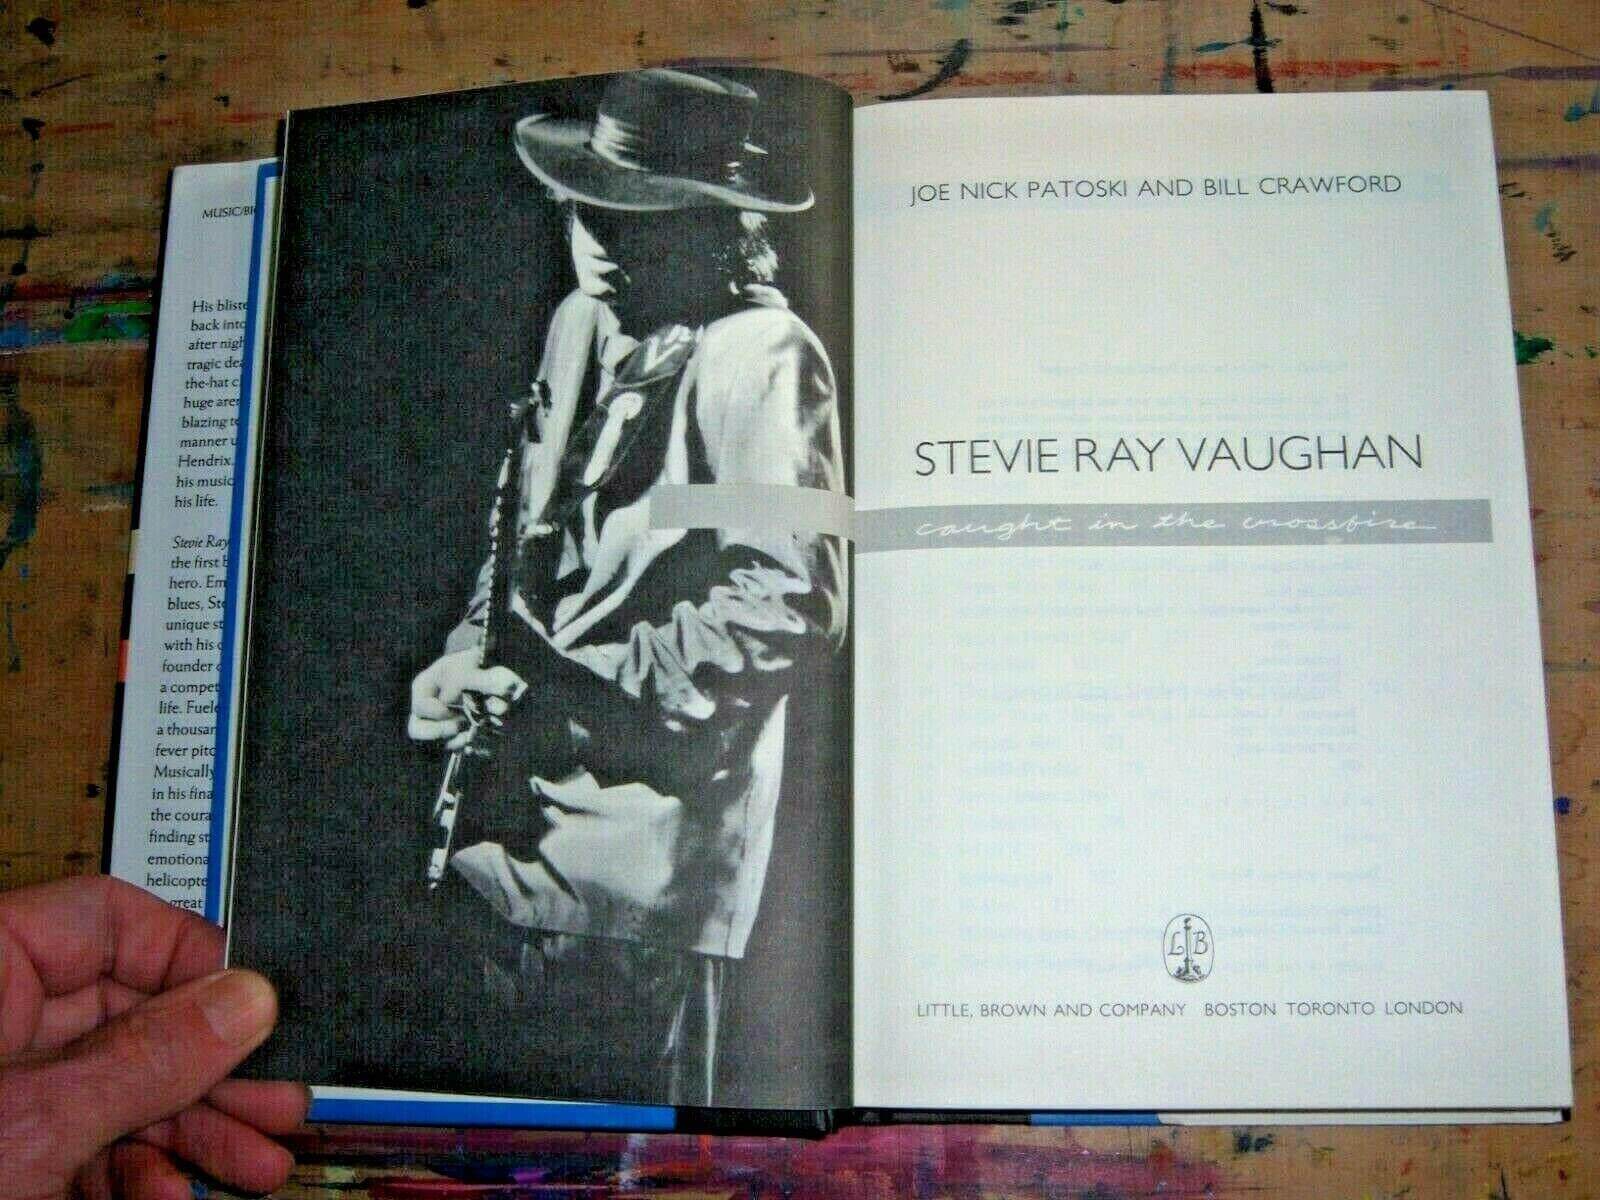 MUSIC/BI
His bliste
back into
after nigh
tragic dea
the-hat c
huge aren
blazing te
manner u
Hendrix.
his music
his life.
Stevie Ray
the first b
hero. Em
blues, Ste
unique st
with his
founder
a compet
life. Fuele
a thousan
fever pitc
Musically
in his fina
the coura
finding st
emotiona
helicopte
great
JOE NICK PATOSKI AND BILL CRAWFORD
STEVIE RAY VAUGHAN
caught in the crossfire
L B
LITTLE, BROWN AND COMPANY BOSTON TORONTO LONDON